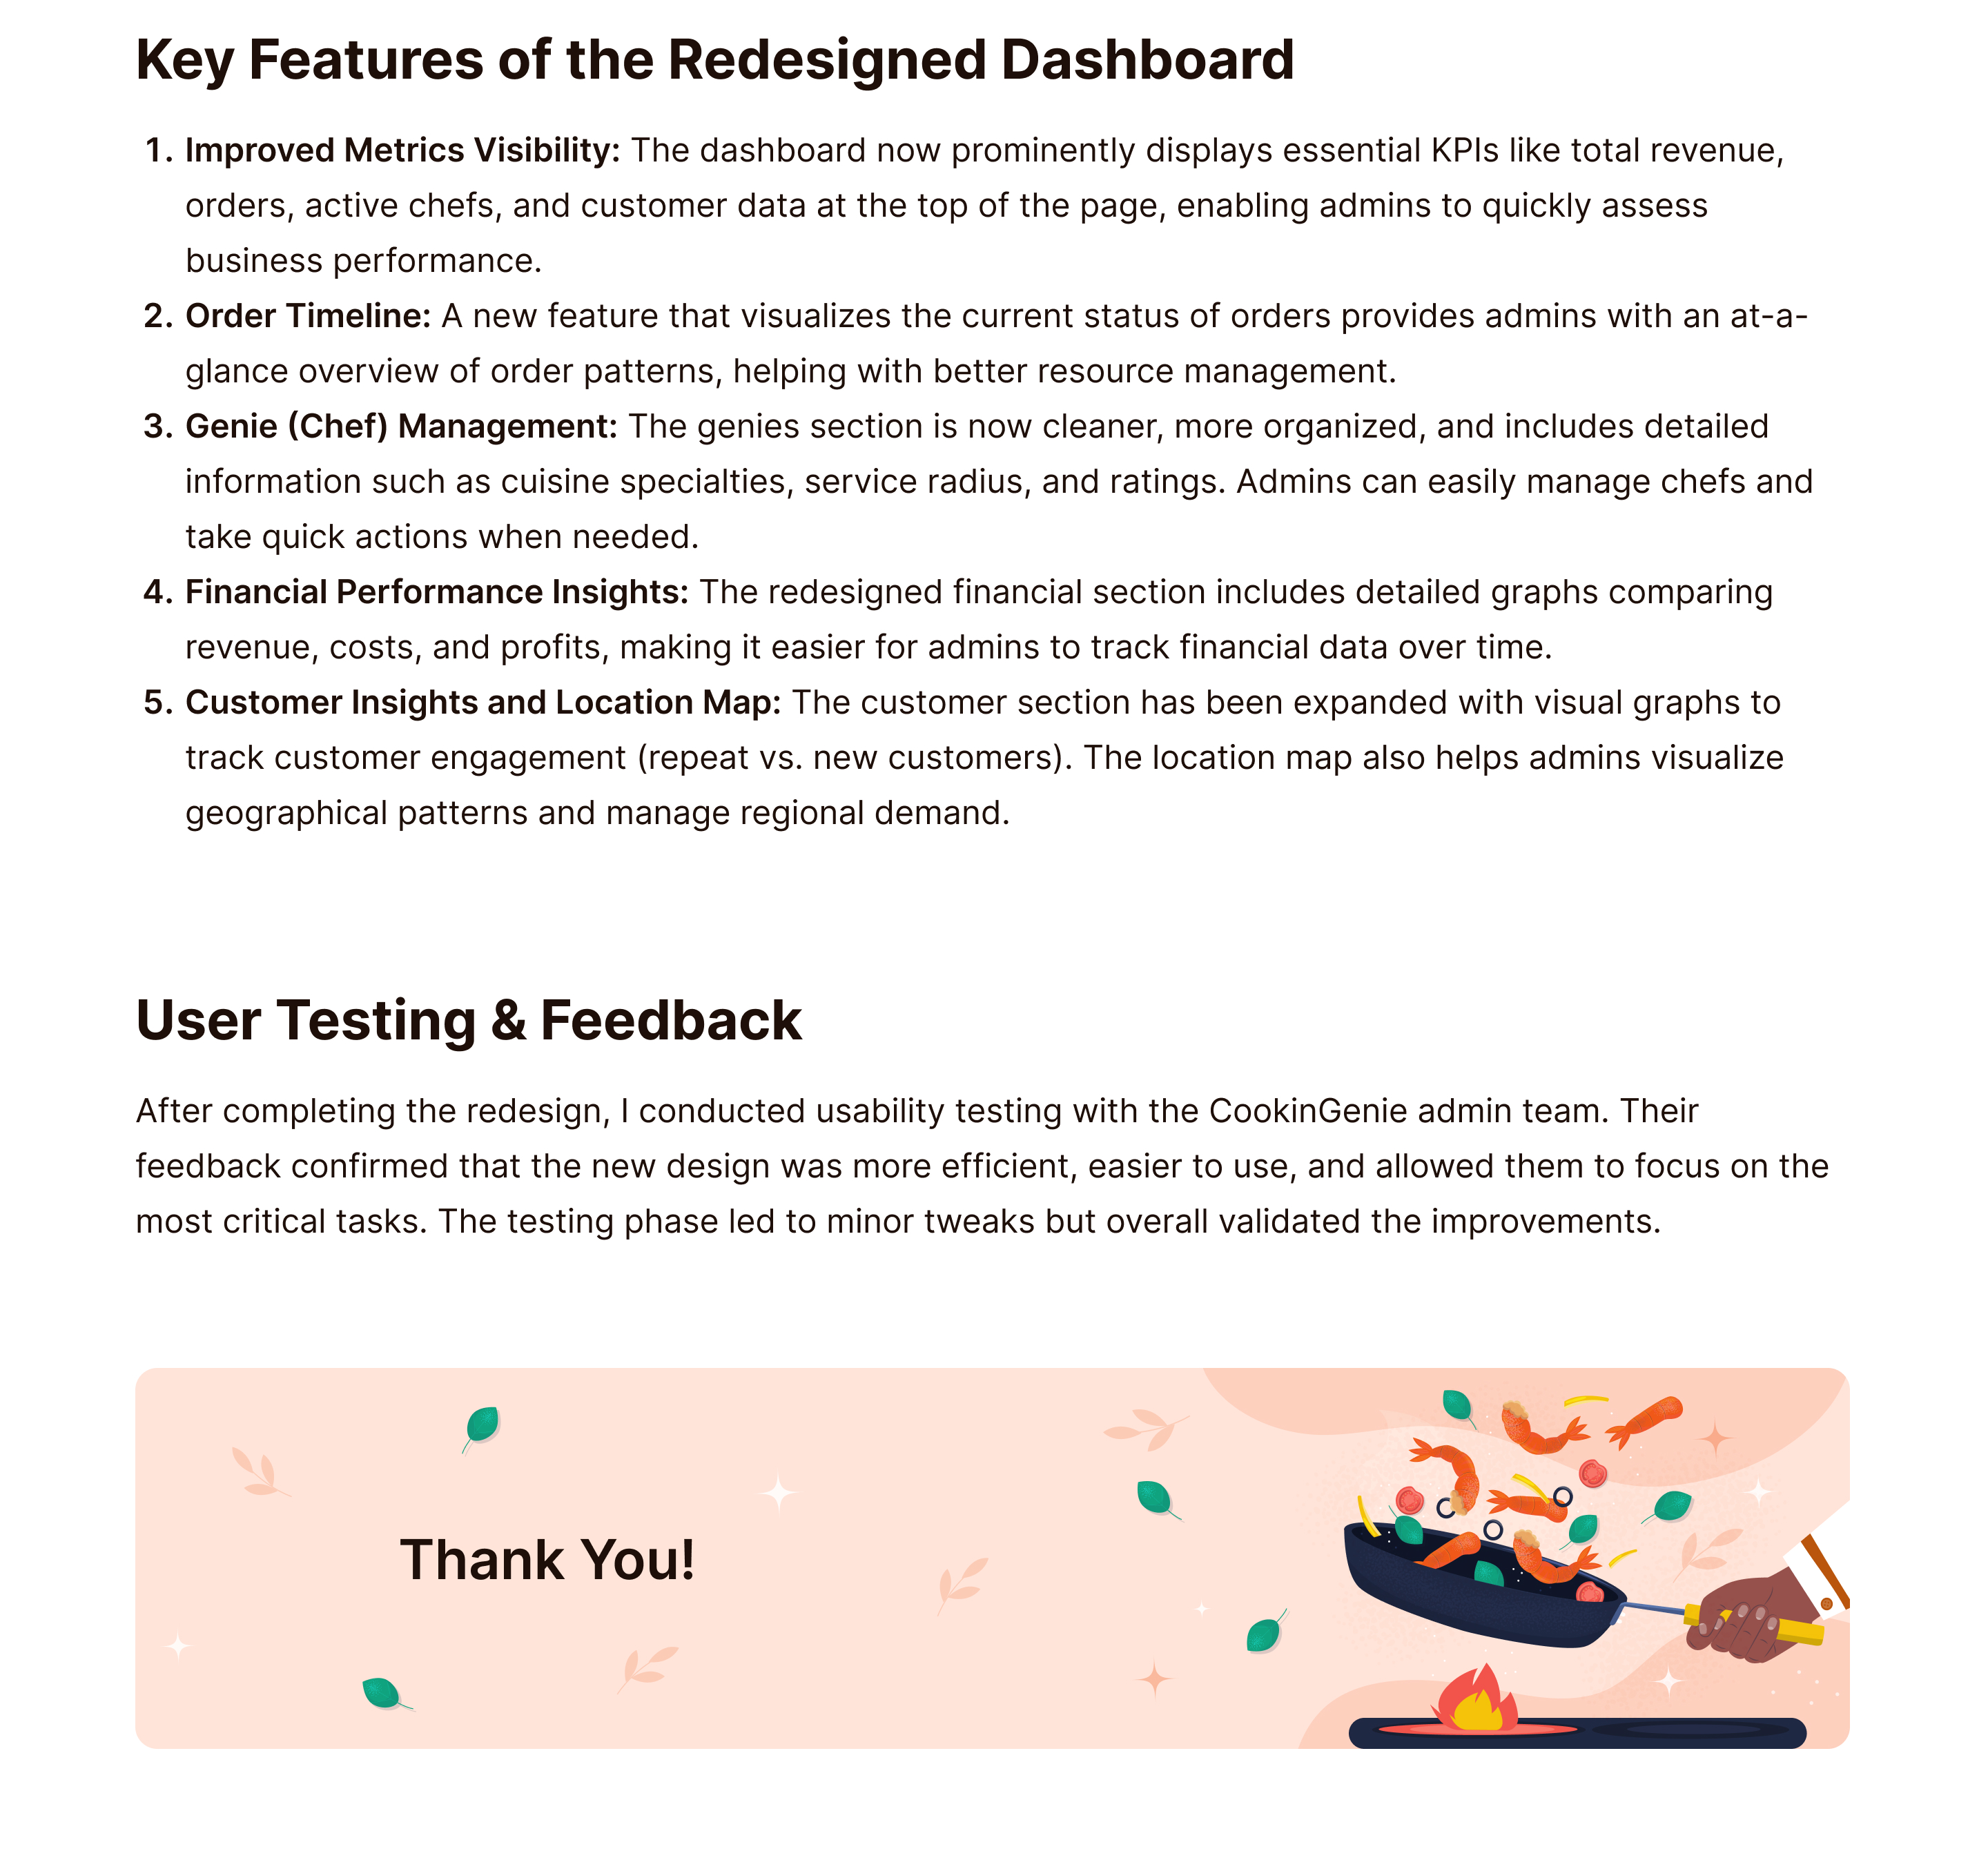 Key Features of the Redesigned Dashboard
1. Improved Metrics Visibility: The dashboard now prominently displays essential KPIs like total revenue,
orders, active chefs, and customer data at the top of the page, enabling admins to quickly assess
business performance.
2. Order Timeline: A new feature that visualizes the current status of orders provides admins with an at-a-
glance overview of order patterns, helping with better resource management.
3. Genie (Chef) Management: The genies section is now cleaner, more organized, and includes detailed
information such as cuisine specialties, service radius, and ratings. Admins can easily manage chefs and
take quick actions when needed.
4. Financial Performance Insights: The redesigned financial section includes detailed graphs comparing
revenue, costs, and profits, making it easier for admins to track financial data over time.
5. Customer Insights and Location Map: The customer section has been expanded with visual graphs to
track customer engagement (repeat vs. new customers). The location map also helps admins visualize
geographical patterns and manage regional demand.
User Testing & Feedback
After completing the redesign, I conducted usability testing with the CookinGenie admin team. Their
feedback confirmed that the new design was more efficient, easier to use, and allowed them to focus on the
most critical tasks. The testing phase led to minor tweaks but overall validated the improvements.
Thank You!